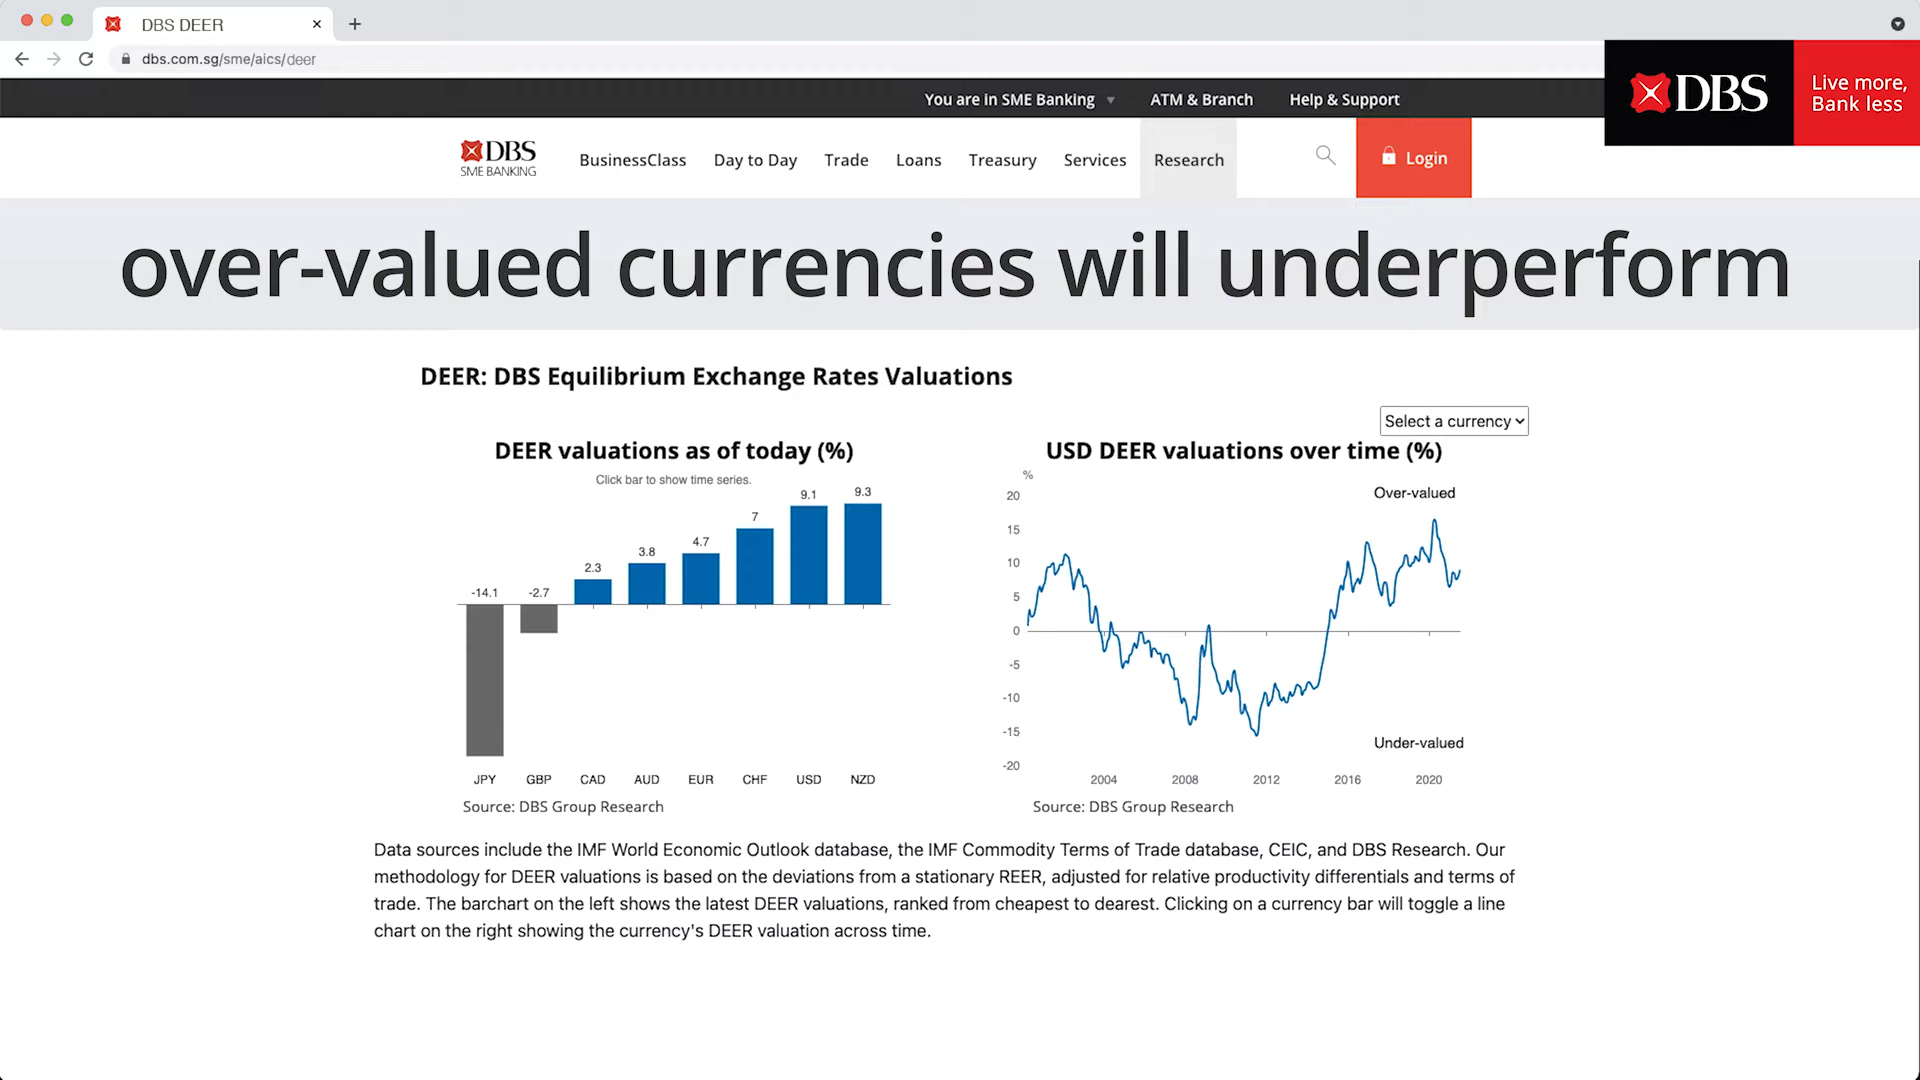 DBS DEER
dbs.com.sg/sme/aics/deer
You are in SME Banking
ATM & Branch
Help & Support
DBS
Live more,
Bank less
DBS
SME BANKING
BusinessClass
Day to Day
Trade
Loans
Treasury
Services
Research
Login
over-valued currencies will underperform
DEER: DBS Equilibrium Exchange Rates Valuations
Select a currency
DEER valuations as of today (%)
Click bar to show time series.
-14.1
-2.7
2.3
3.8
4.7
7
9.1
9.3
JPY
GBP
CAD
AUD
EUR
CHF
USD
NZD
Source: DBS Group Research
USD DEER valuations over time (%)
%
20
15
10
5
0
-5
-10
-15
-20
Over-valued
Under-valued
2004
2008
2012
2016
2020
Source: DBS Group Research
Data sources include the IMF World Economic Outlook database, the IMF Commodity Terms of Trade database, CEIC, and DBS Research. Our
methodology for DEER valuations is based on the deviations from a stationary REER, adjusted for relative productivity differentials and terms of
trade. The barchart on the left shows the latest DEER valuations, ranked from cheapest to dearest. Clicking on a currency bar will toggle a line
chart on the right showing the currency's DEER valuation across time.